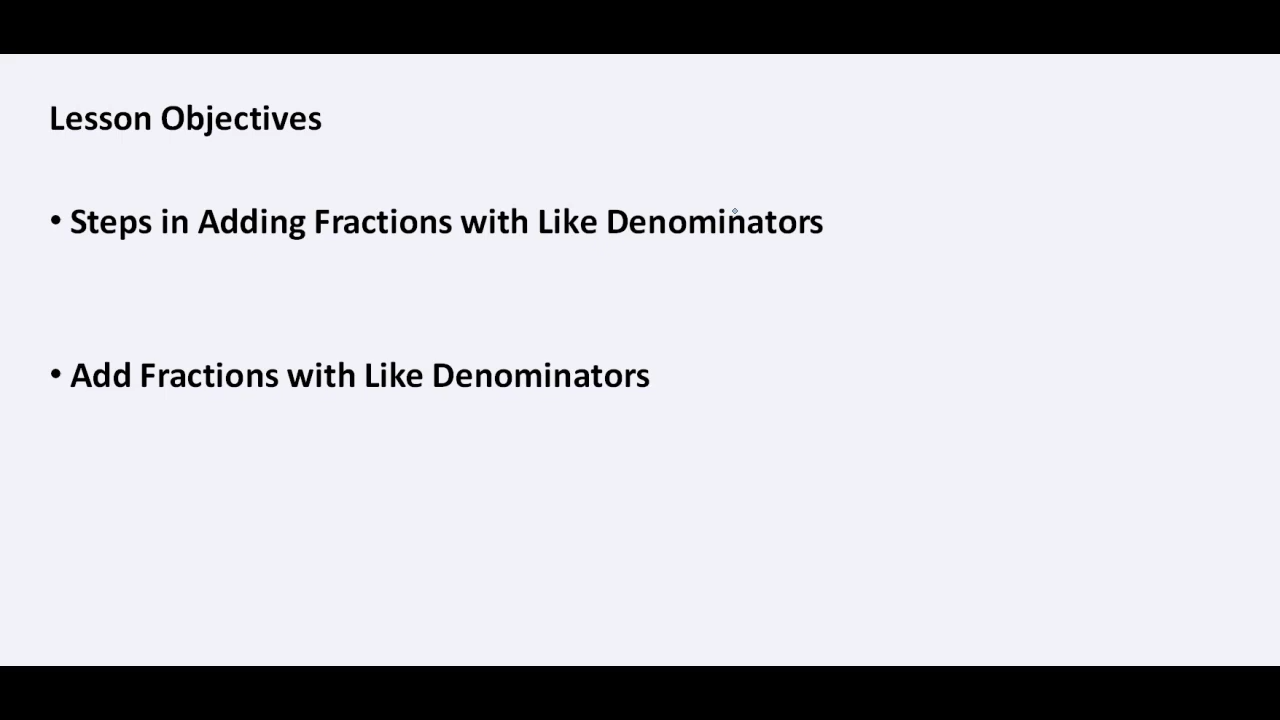 Lesson Objectives
• Steps in Adding Fractions with Like Denominators
• Add Fractions with Like Denominators